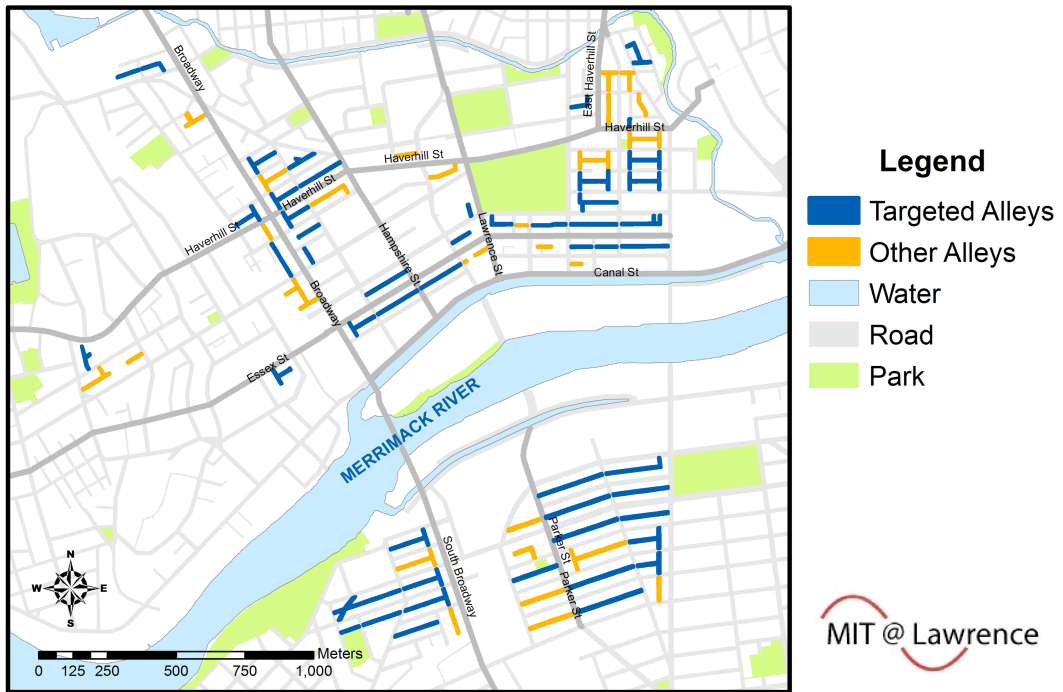 Broadway
East Haverhill St
Haverhill St
Haverhill St
Haverhill St
Haverhill St
Hampshire St
Lawrence St
Canal St
Broadway
Essex St
MERRIMACK RIVER
Parker St
Parker St
South Broadway
N
W
E
S
Meters
0 125 250 500 750 1,000
Legend
Targeted Alleys
Other Alleys
Water
Road
Park
MIT @ Lawrence